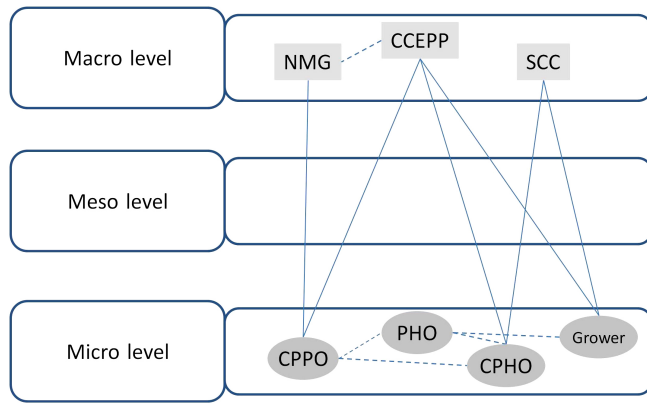 Macro level
NMG
CCEPP
SCC
Meso level
Micro level
CPPO
PHO
CPHO
Grower